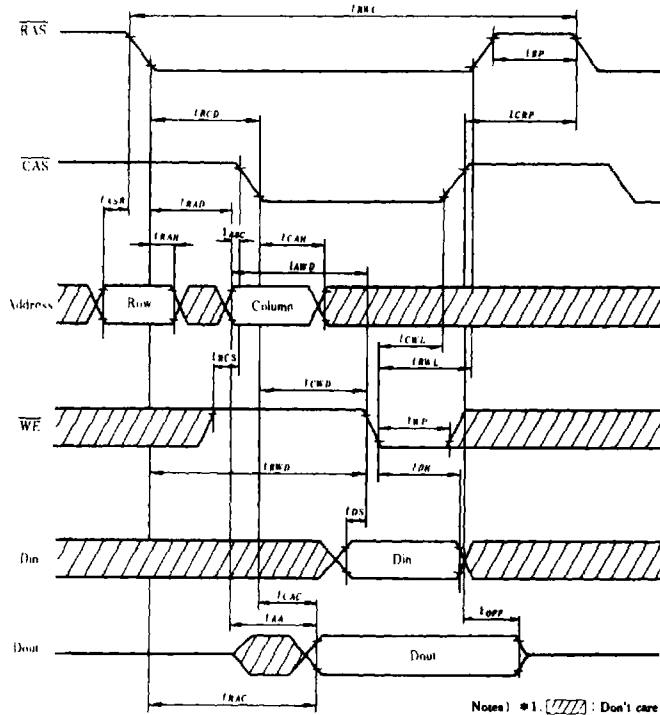 tRWC
RAS
tRP
tRCD
tCRP
CAS
tASR
tRAD
tASC
tRAH
tCAH
tAWD
Address
Row
Column
tCWL
tRWL
tRCS
tCWD
WE
tWP
tRWD
tDH
tDS
Din
Din
tCAC
tOFF
tAA
Dout
Dout
tRAC
Notes) *1. : Don't care